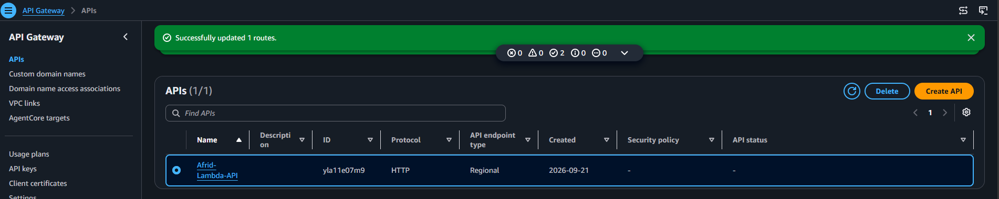 API Gateway > APIs
API Gateway
APIs
Custom domain names
Domain name access associations
VPC links
AgentCore targets
Usage plans
API keys
Client certificates
Settings
Successfully updated 1 routes.
0 0 2 0 0
APIs (1/1)
Delete
Create API
Find APIs
1
Name
Descripti
on
ID
Protocol
API endpoint
type
Created
Security policy
API status
Afrid-
Lambda-API
yla11e07m9
HTTP
Regional
2026-09-21
-
-